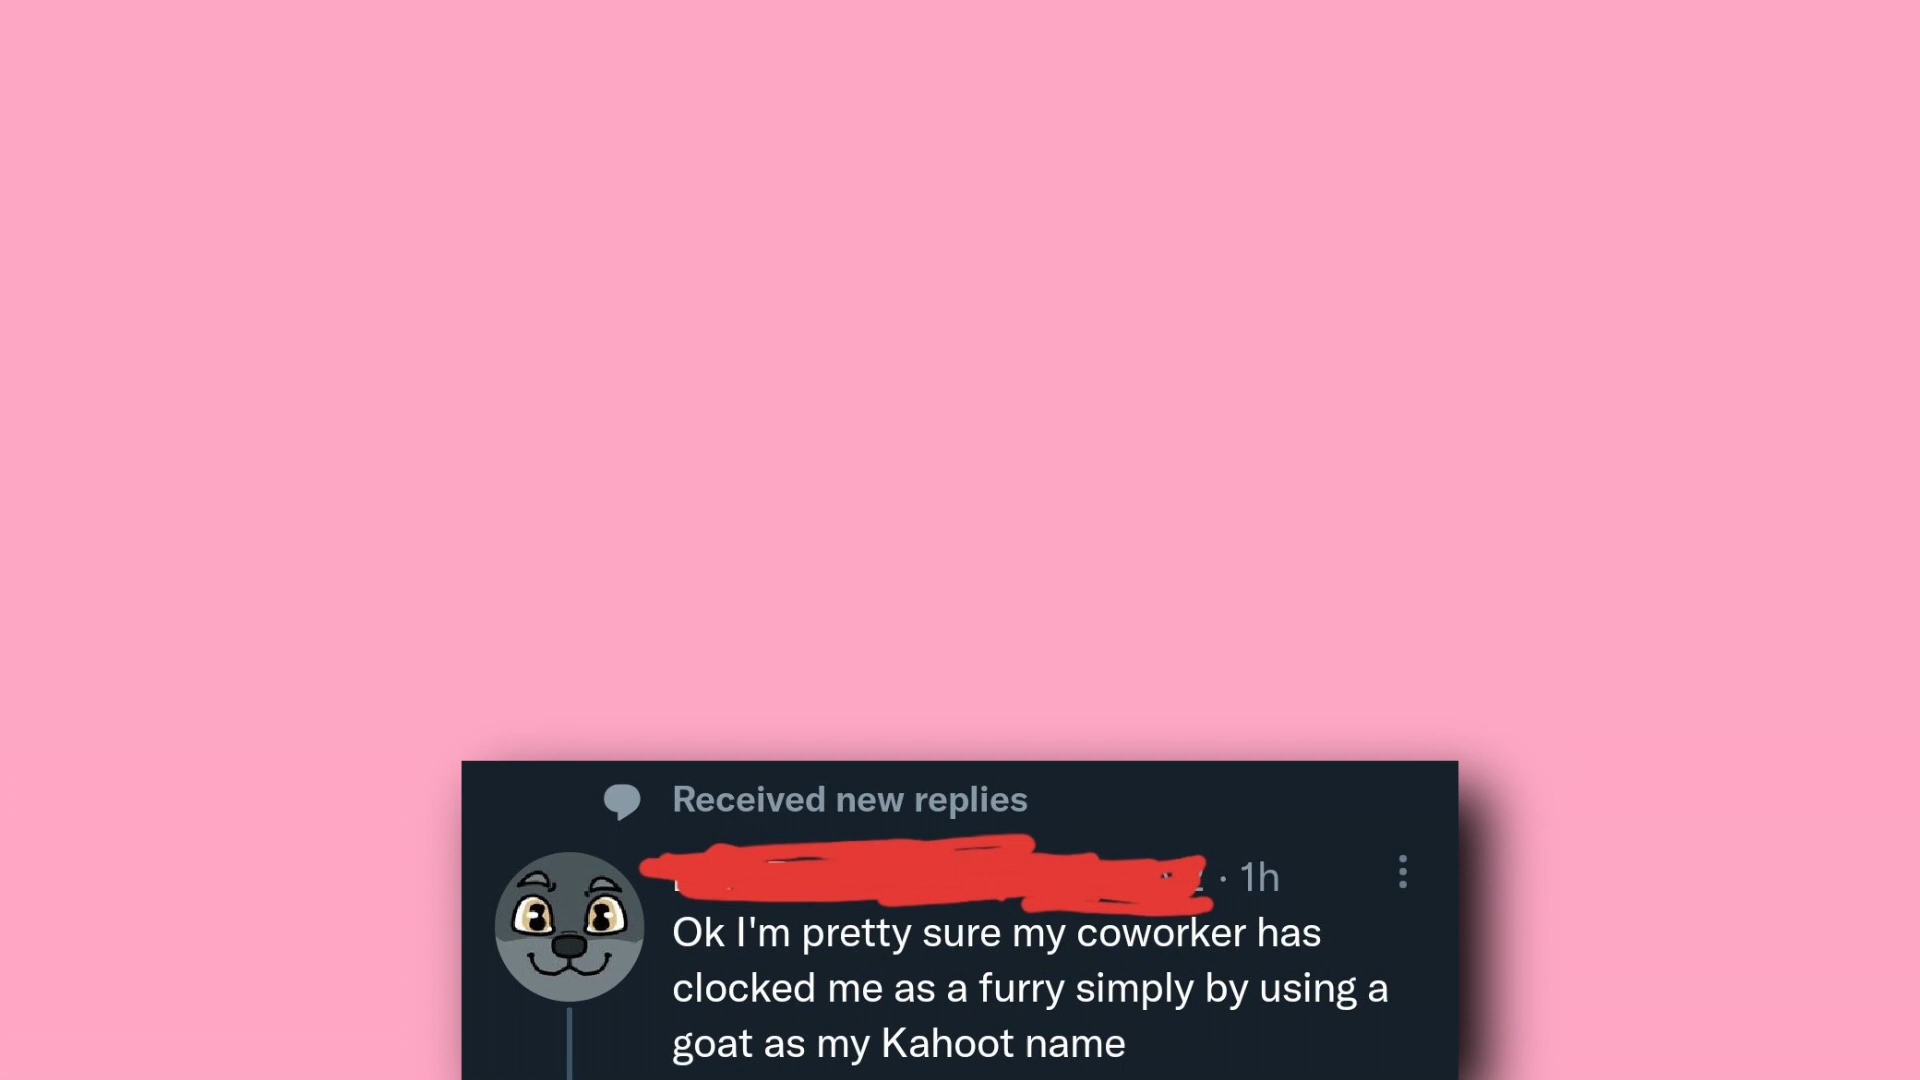 Received new replies
· 1h
Ok I'm pretty sure my coworker has
clocked me as a furry simply by using a
goat as my Kahoot name